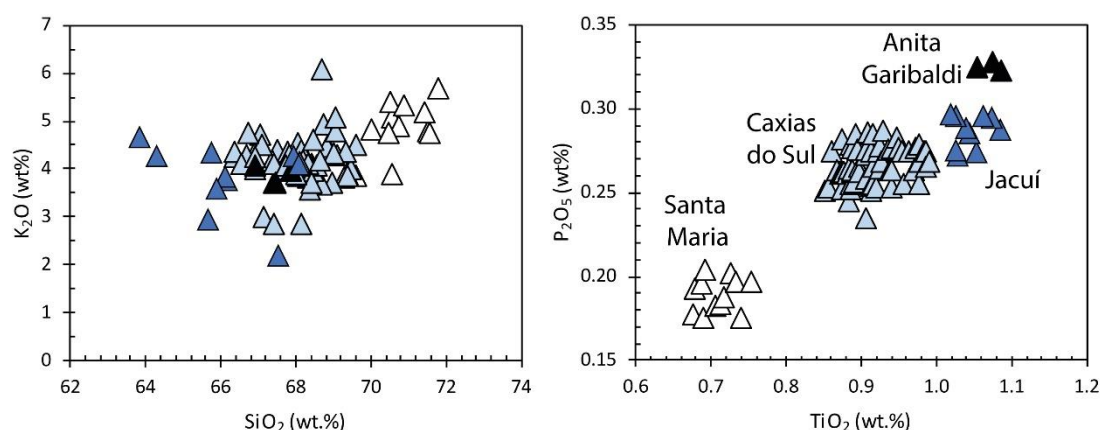 7
6
5
4
3
2
1
0
K₂O (wt%)
62 64 66 68 70 72 74
SiO₂ (wt.%)
0.35
0.30
0.25
0.20
0.15
P₂O₅ (wt%)
Anita
Garibaldi
Caxias
do Sul
Jacuí
Santa
Maria
0.6 0.7 0.8 0.9 1.0 1.1 1.2
TiO₂ (wt.%)